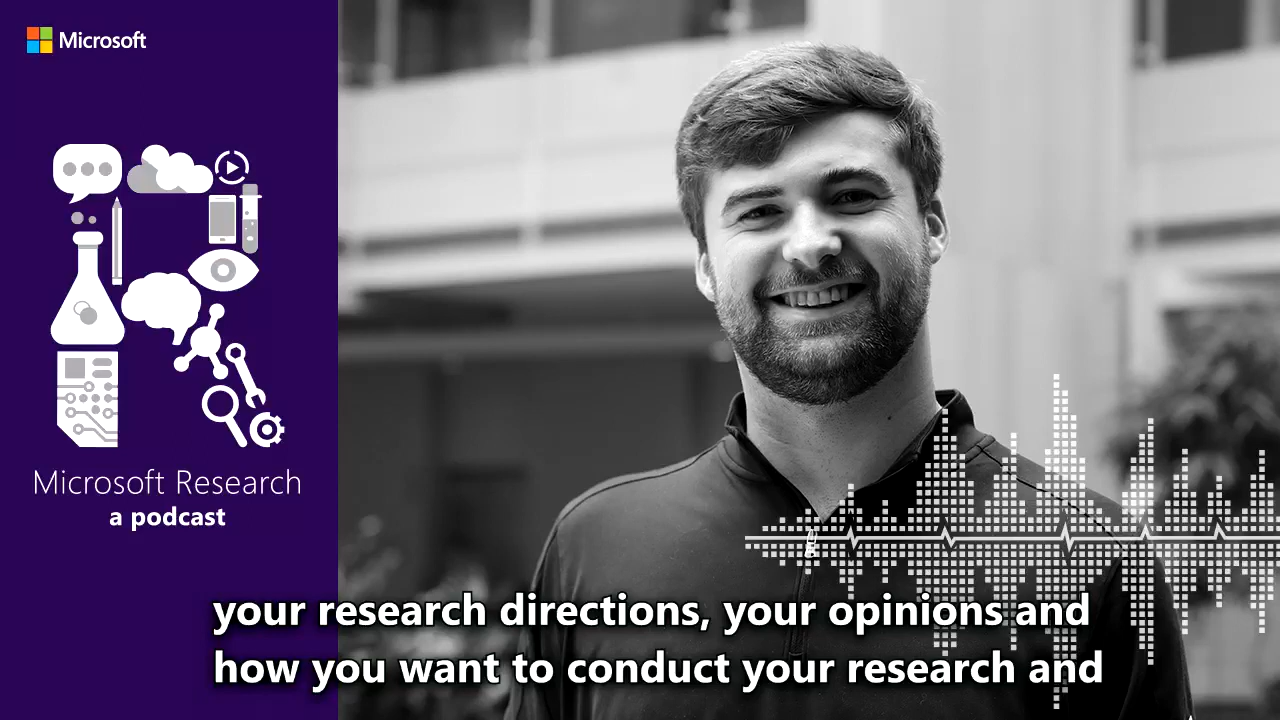 Microsoft
Microsoft Research
a podcast
your research directions, your opinions and
how you want to conduct your research and